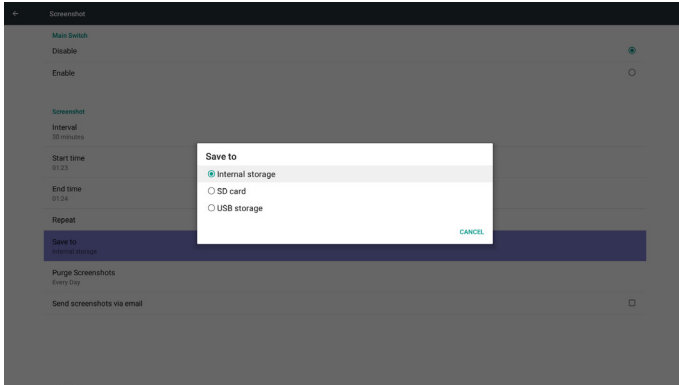 Screenshot
Main Switch
Disable
Enable
Screenshot
Interval
30 minutes
Start time
01:23
End time
01:24
Repeat
Save to
Internal storage
Purge Screenshots
Every Day
Send screenshots via email
Save to
Internal storage
SD card
USB storage
CANCEL